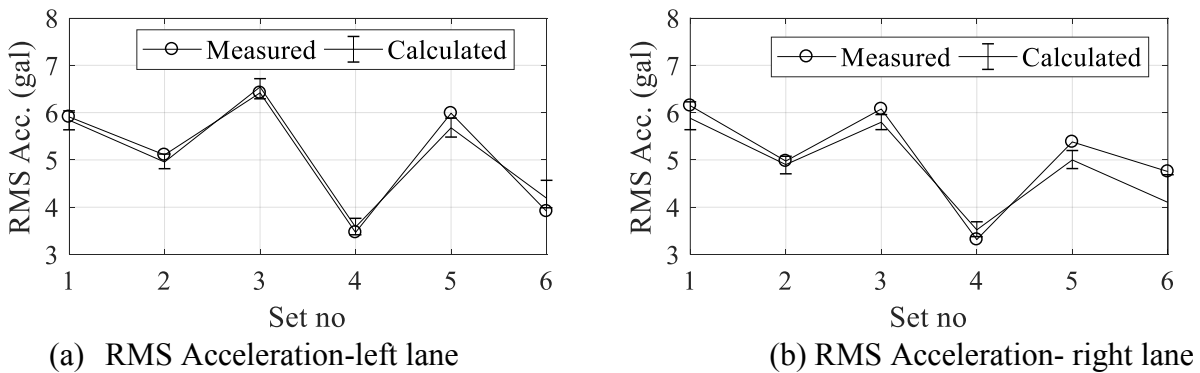 8
7
6
5
4
3
RMS Acc. (gal)
Measured Calculated
1 2 3 4 5 6
Set no
(a) RMS Acceleration-left lane
8
7
6
5
4
3
RMS Acc. (gal)
Measured Calculated
1 2 3 4 5 6
Set no
(b) RMS Acceleration- right lane